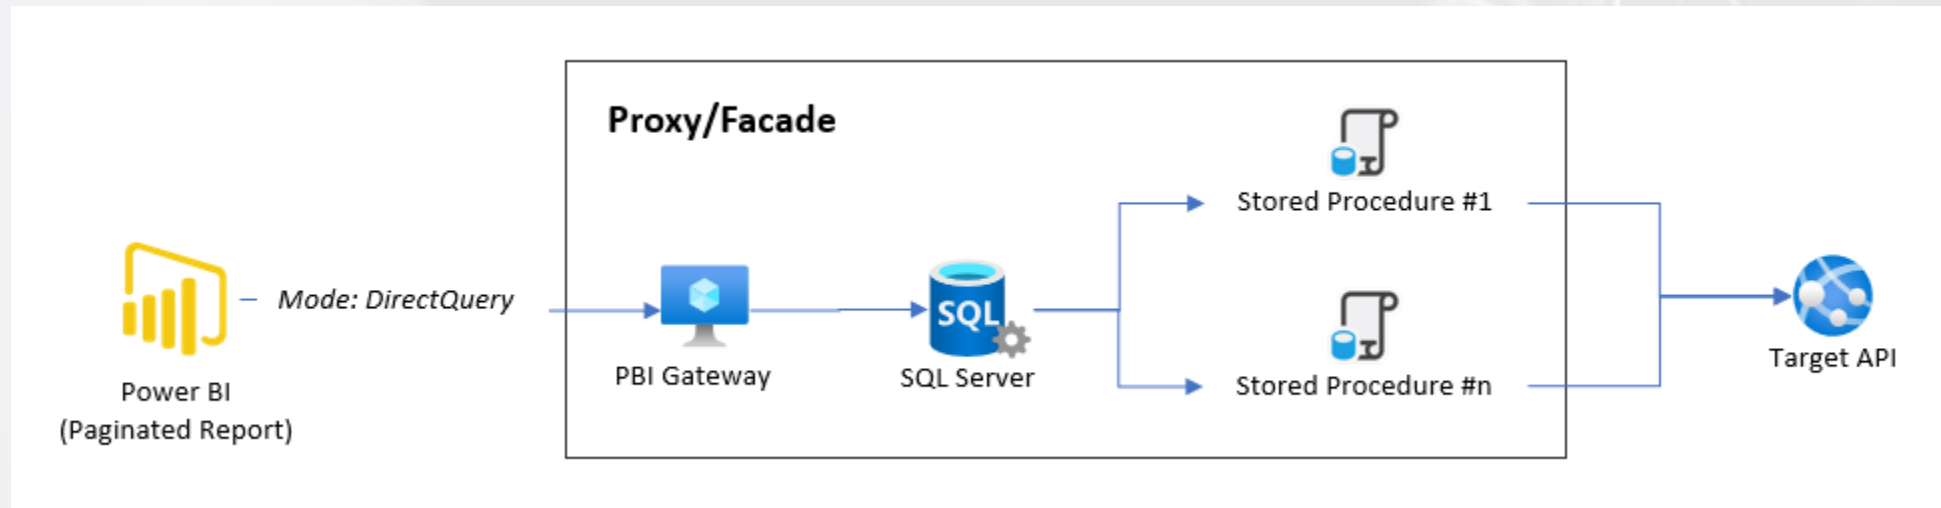 Proxy/Facade
Stored Procedure #1
Mode: DirectQuery
SQL
Power BI
(Paginated Report)
PBI Gateway
SQL Server
Stored Procedure #n
Target API